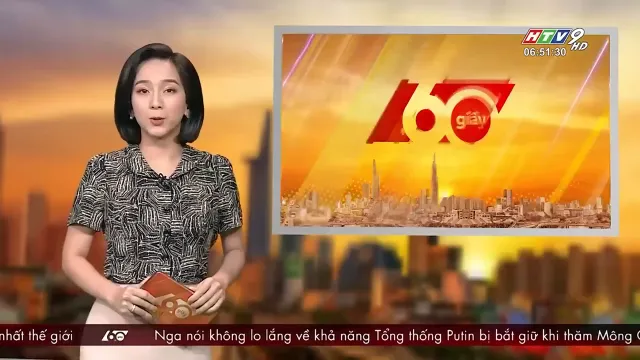 HTV9 HD
06:51:30
60 giây
nhất thế giới 60 Nga nói không lo lắng về khả năng Tổng thống Putin bị bắt giữ khi thăm Mông